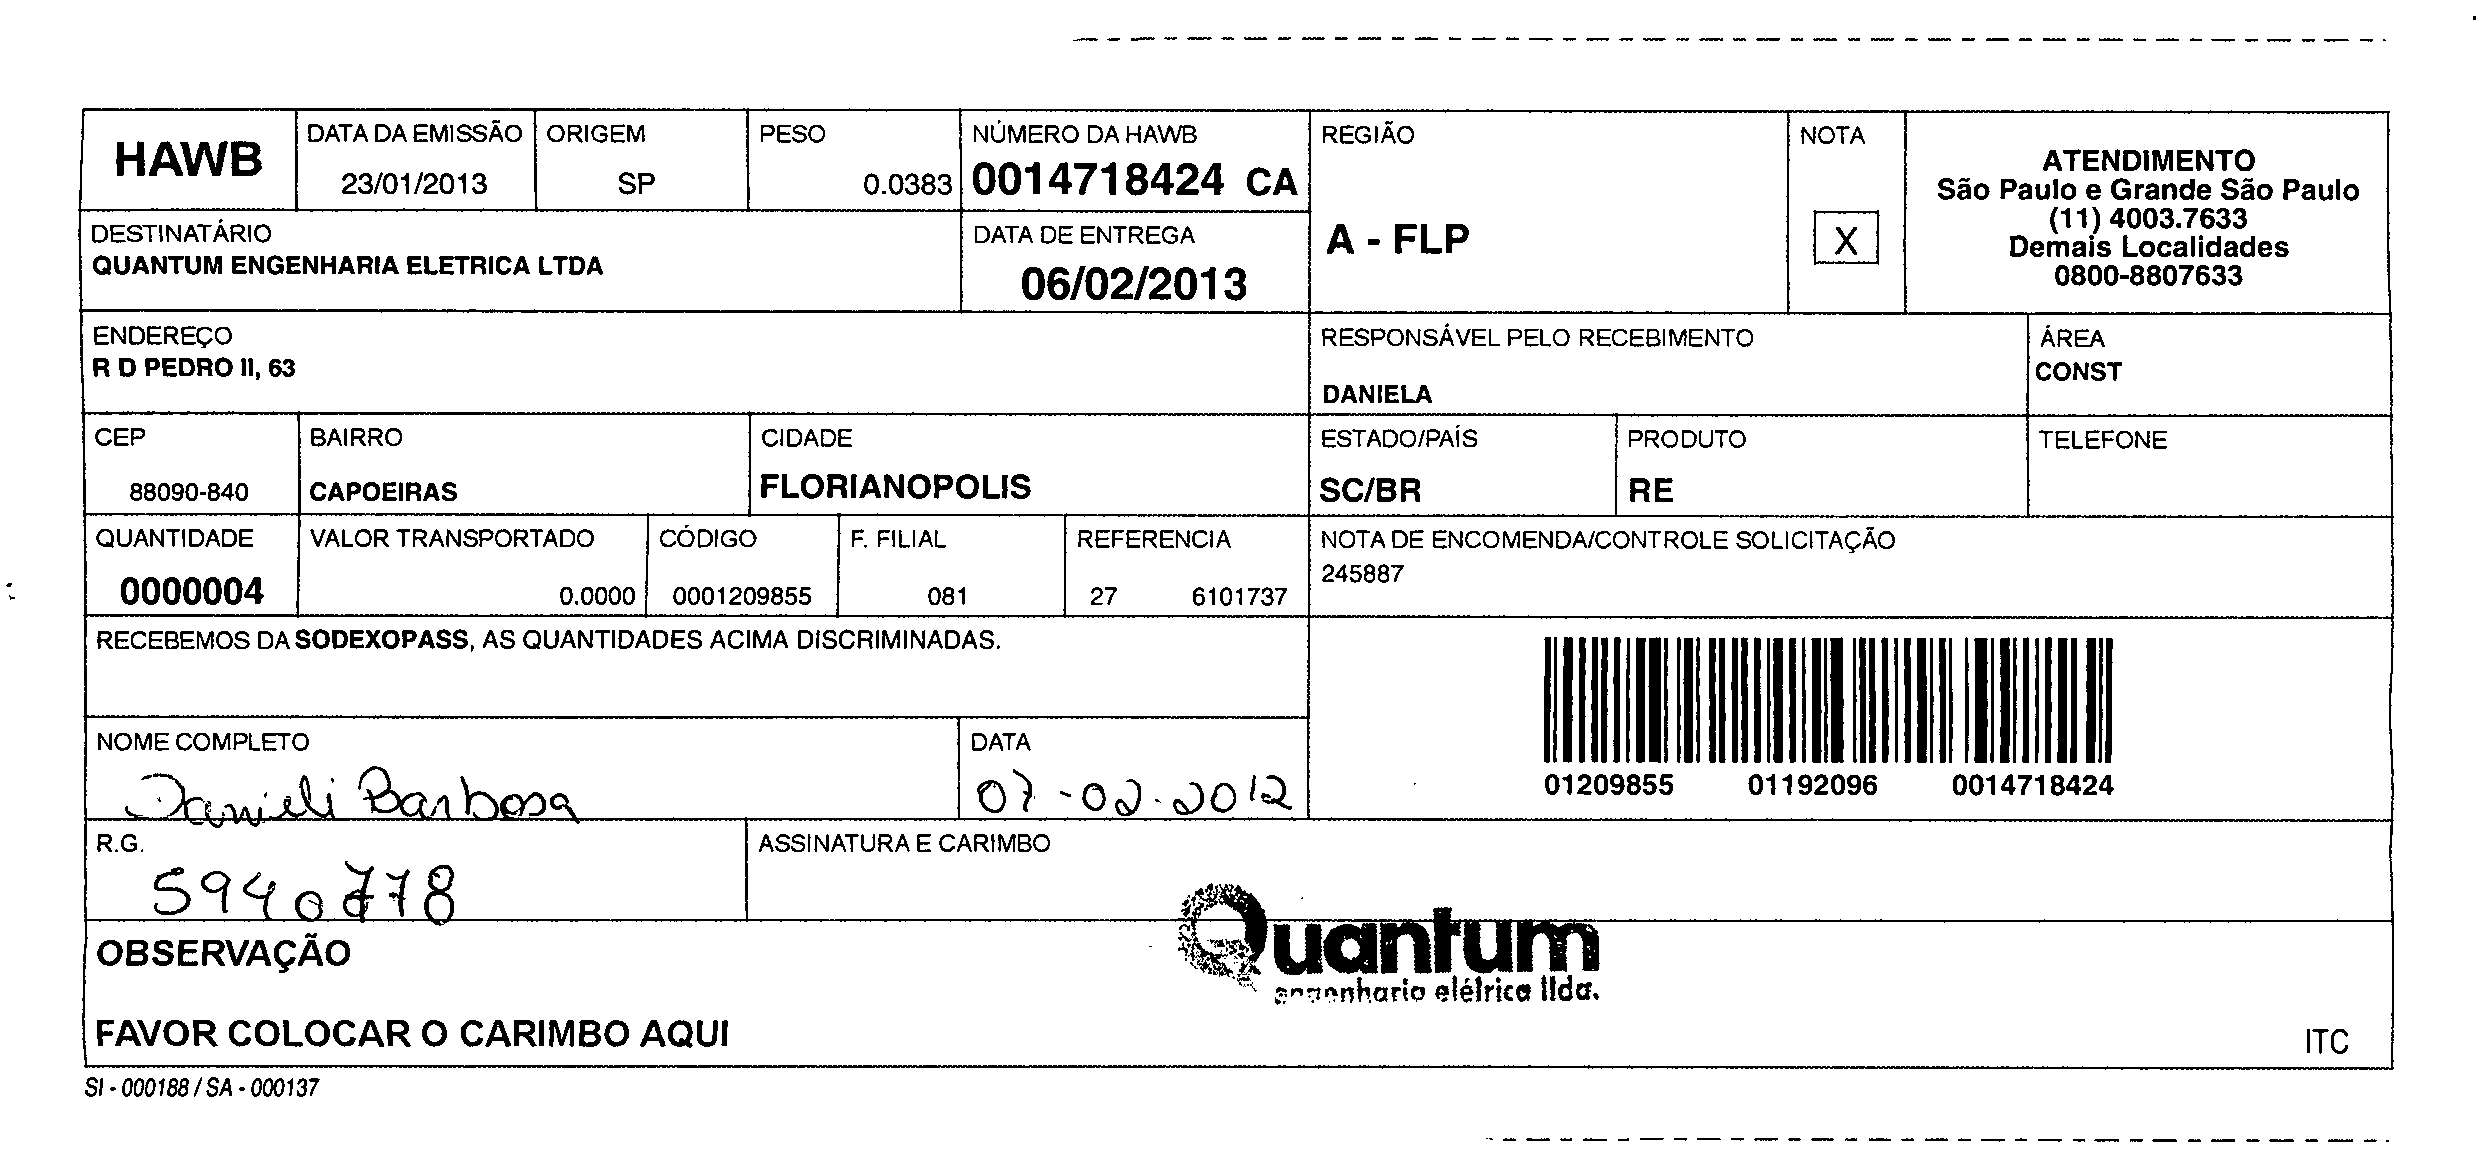 HAWB
DATA DA EMISSÃO
23/01/2013
ORIGEM
SP
PESO
0.0383
NÚMERO DA HAWB
0014718424 CA
REGIÃO
A - FLP
NOTA
X
ATENDIMENTO
São Paulo e Grande São Paulo
(11) 4003.7633
Demais Localidades
0800-8807633
DESTINATÁRIO
QUANTUM ENGENHARIA ELETRICA LTDA
DATA DE ENTREGA
06/02/2013
ENDEREÇO
R D PEDRO II, 63
RESPONSÁVEL PELO RECEBIMENTO
DANIELA
ÁREA
CONST
CEP
88090-840
BAIRRO
CAPOEIRAS
CIDADE
FLORIANOPOLIS
ESTADO/PAÍS
SC/BR
PRODUTO
RE
TELEFONE
QUANTIDADE
0000004
VALOR TRANSPORTADO
0.0000
CÓDIGO
0001209855
F. FILIAL
081
REFERENCIA
27 6101737
NOTA DE ENCOMENDA/CONTROLE SOLICITAÇÃO
245887
RECEBEMOS DA SODEXOPASS, AS QUANTIDADES ACIMA DISCRIMINADAS.
01209855 01192096 0014718424
NOME COMPLETO
Danieli Barbosa
DATA
07-02-2012
R.G.
5940778
ASSINATURA E CARIMBO
Quantum
engenharia elétrica ltda.
OBSERVAÇÃO
FAVOR COLOCAR O CARIMBO AQUI
ITC
SI - 000188 / SA - 000137